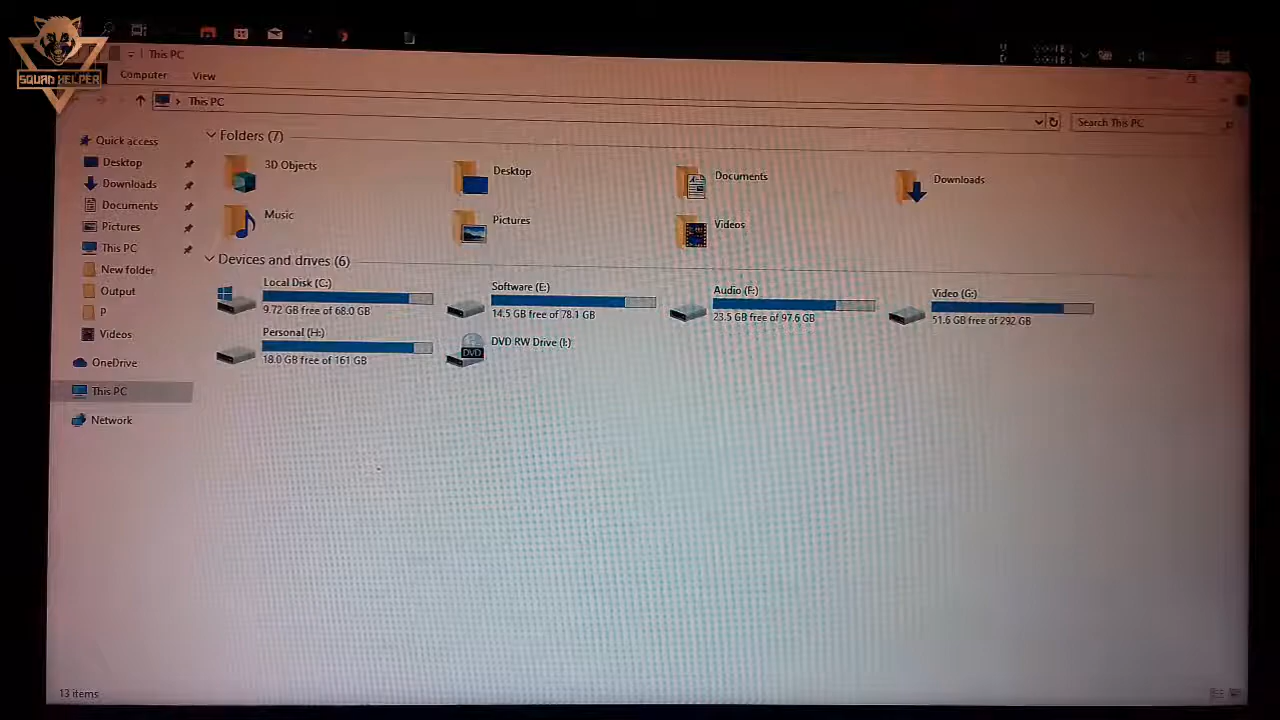 SQUAD HELPER
This PC
Computer View
This PC
Search This PC
Quick access
Desktop
Downloads
Documents
Pictures
This PC
New folder
Output
P
Videos
OneDrive
This PC
Network
Folders (7)
3D Objects
Desktop
Documents
Downloads
Music
Pictures
Videos
Devices and drives (6)
Local Disk (C:)
9.72 GB free of 68.0 GB
Software (E:)
14.5 GB free of 78.1 GB
Audio (F:)
23.5 GB free of 97.6 GB
Video (G:)
51.6 GB free of 292 GB
Personal (H:)
18.0 GB free of 161 GB
DVD RW Drive (I:)
DVD
13 items